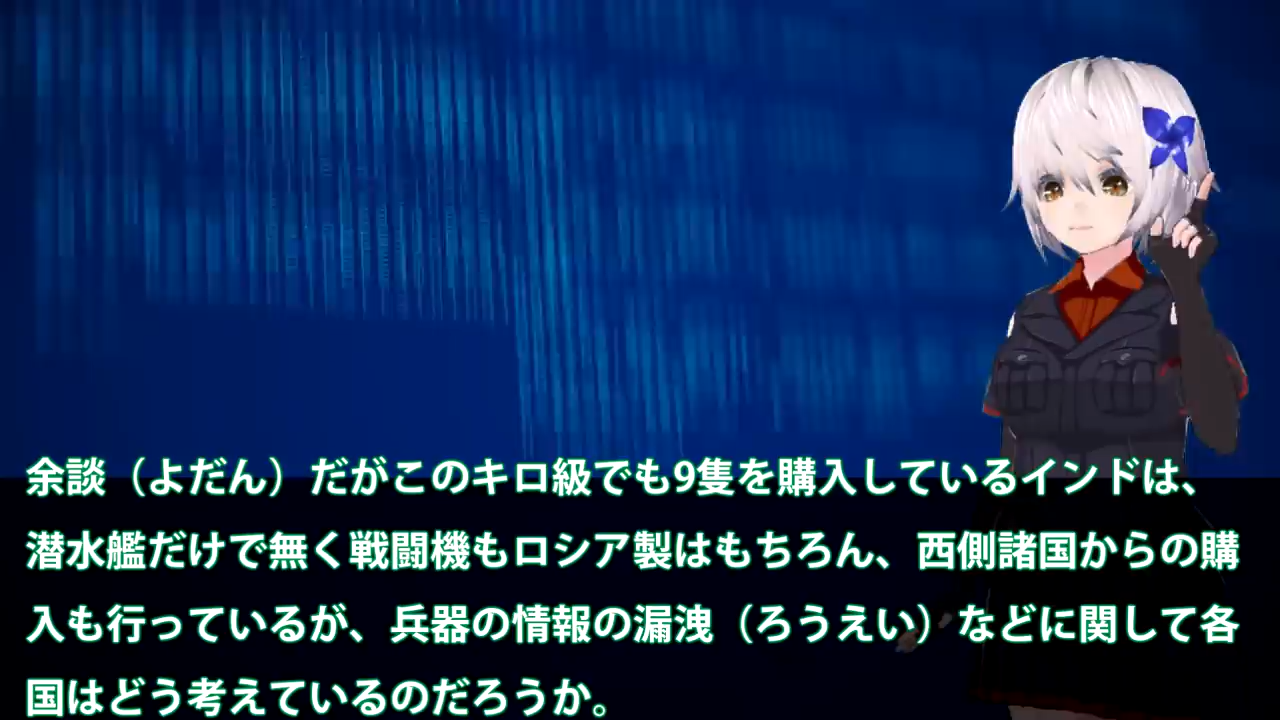 余談（よだん）だがこのキロ級でも9隻を購入しているインドは、
潜水艦だけで無く戦闘機もロシア製はもちろん、西側諸国からの購
入も行っているが、兵器の情報の漏洩（ろうえい）などに関して各
国はどう考えているのだろうか。